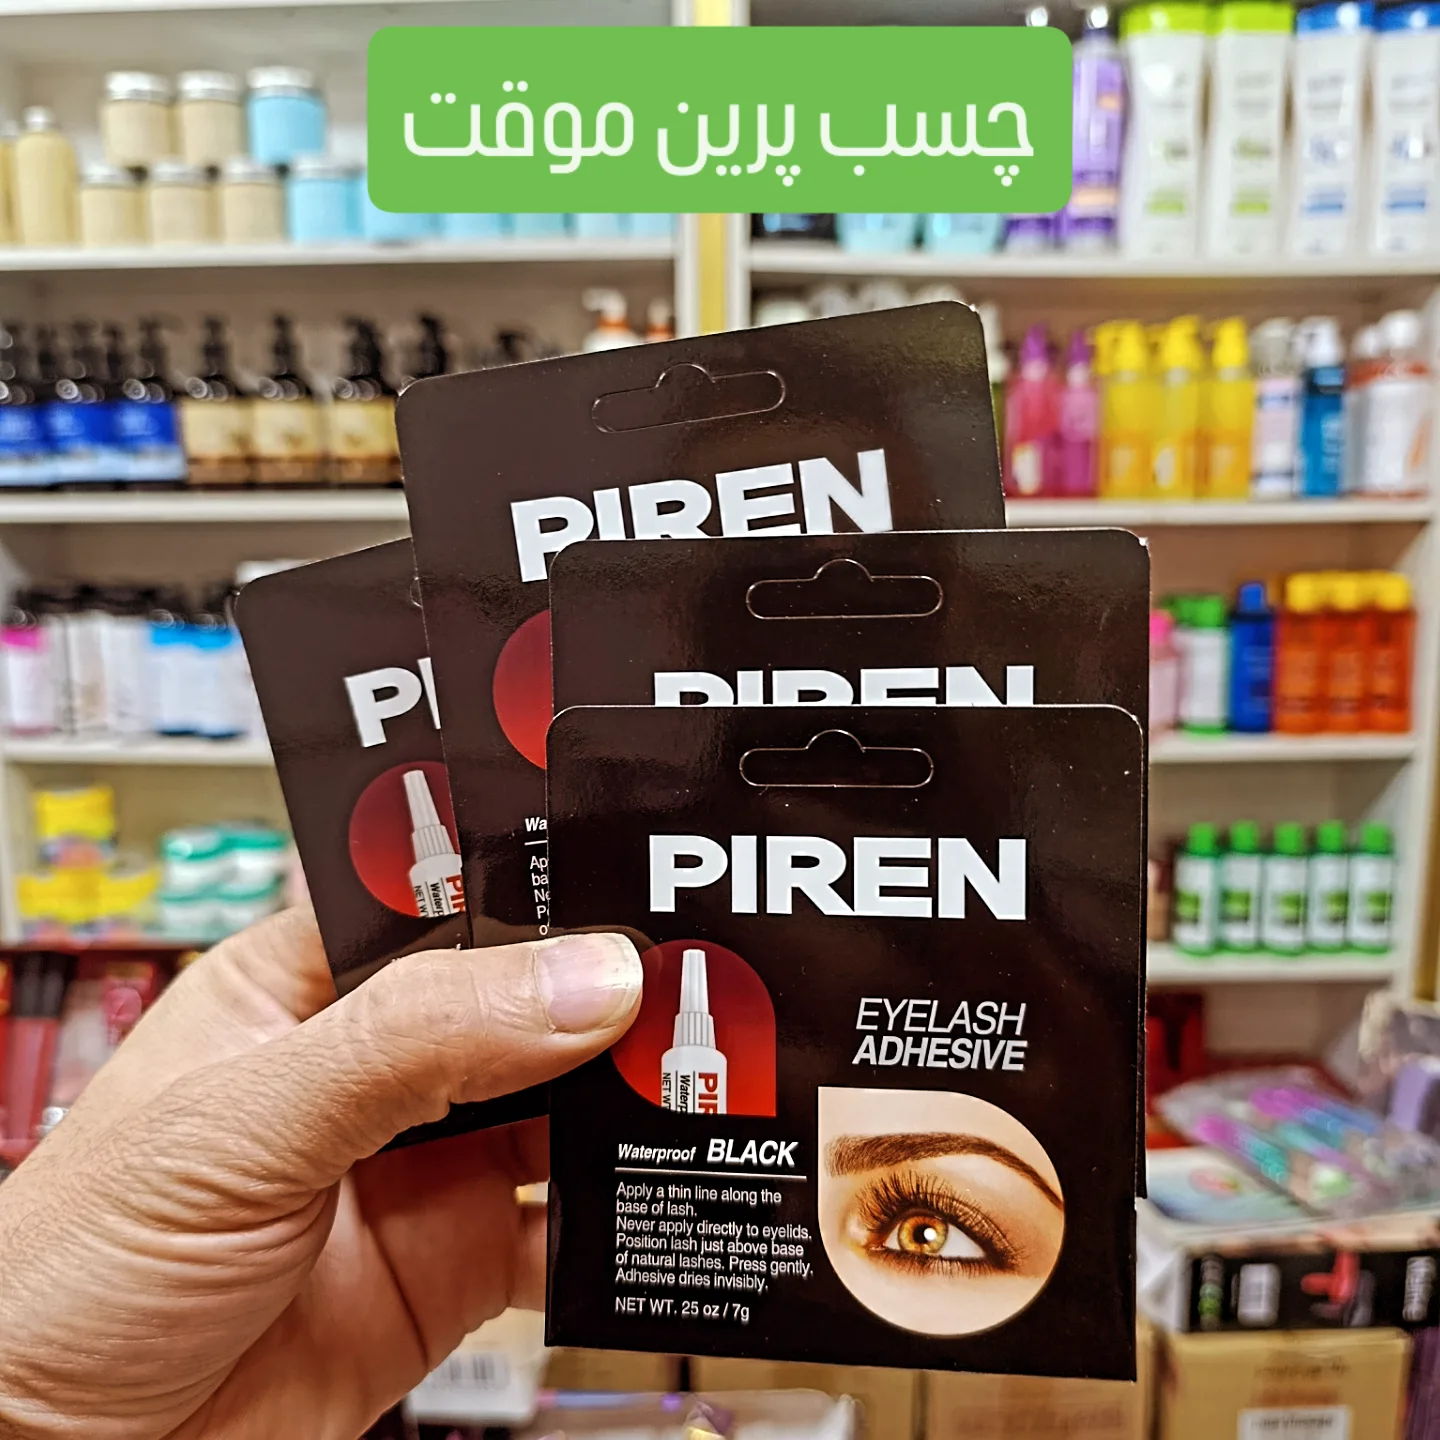 چسب پرین موقت
PIREN
PIREN
PIREN
PIREN
EYELASH
ADHESIVE
Waterproof BLACK
Apply a thin line along the
base of lash.
Never apply directly to eyelids.
Position lash just above base
of natural lashes. Press gently,
Adhesive dries invisibly.
NET WT. 25 oz / 7g